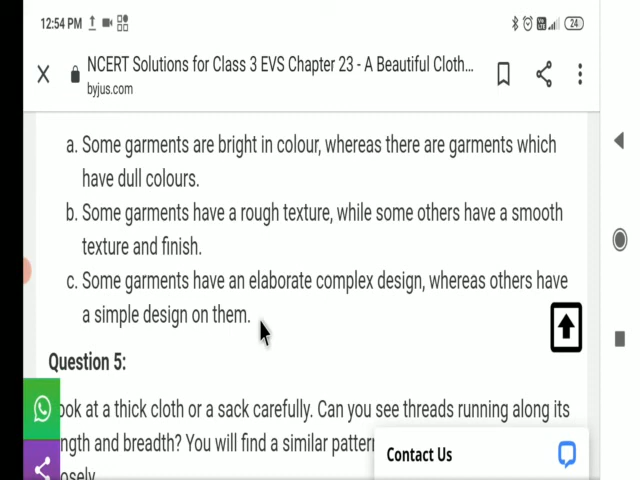 12:54 PM 24
NCERT Solutions for Class 3 EVS Chapter 23 - A Beautiful Cloth...
byjus.com
a. Some garments are bright in colour, whereas there are garments which
have dull colours.
b. Some garments have a rough texture, while some others have a smooth
texture and finish.
c. Some garments have an elaborate complex design, whereas others have
a simple design on them.
Question 5:
ook at a thick cloth or a sack carefully. Can you see threads running along its
ngth and breadth? You will find a similar patter
osely
Contact Us